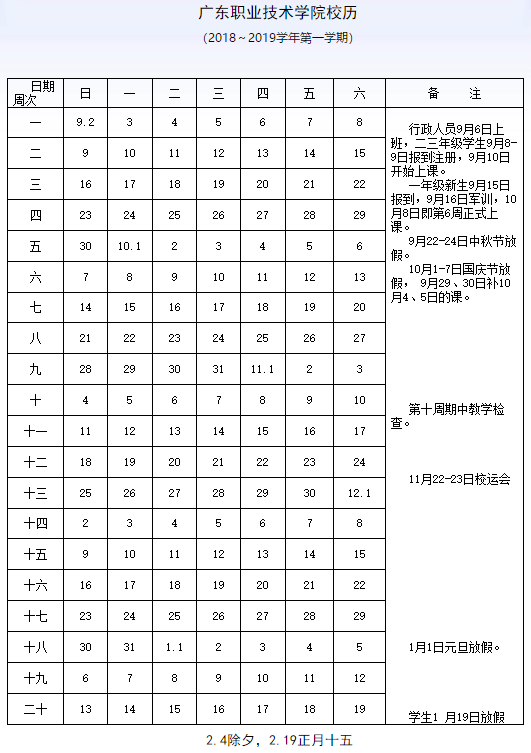 广东职业技术学院校历
（2018～2019学年第一学期）
日期
周次 日 一 二 三 四 五 六 备 注
一 9.2 3 4 5 6 7 8
二 9 10 11 12 13 14 15
三 16 17 18 19 20 21 22
四 23 24 25 26 27 28 29
五 30 10.1 2 3 4 5 6
六 7 8 9 10 11 12 13
七 14 15 16 17 18 19 20
八 21 22 23 24 25 26 27
九 28 29 30 31 11.1 2 3
十 4 5 6 7 8 9 10
十一 11 12 13 14 15 16 17
十二 18 19 20 21 22 23 24
十三 25 26 27 28 29 30 12.1
十四 2 3 4 5 6 7 8
十五 9 10 11 12 13 14 15
十六 16 17 18 19 20 21 22
十七 23 24 25 26 27 28 29
十八 30 31 1.1 2 3 4 5
十九 6 7 8 9 10 11 12
二十 13 14 15 16 17 18 19
行政人员9月6日上
班，二三年级学生9月8-
9日报到注册，9月10日
开始上课。
一年级新生9月15日
报到，9月16日军训，10
月8日即第6周正式上
课。
9月22-24日中秋节放
假。
10月1-7日国庆节放
假， 9月29、30日补10
月4、5日的课。
第十周期中教学检
查。
11月22-23日校运会
1月1日元旦放假。
学生1 月19日放假
2.4除夕，2.19正月十五